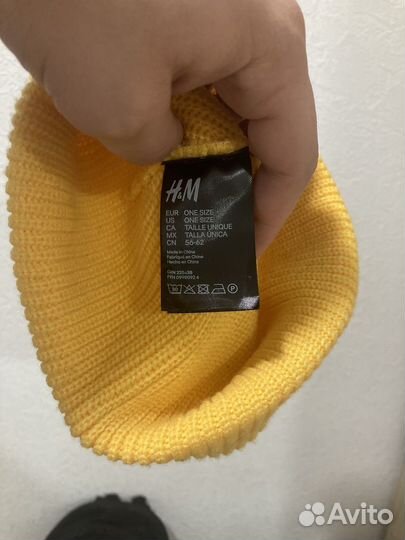 H&M
EUR ONE SIZE
US ONE SIZE
CA TAILLE UNIQUE
MX TALLA ÚNICA
CN 56-62
Made in China
Fabriqué en Chine
Hecho en China
Avito